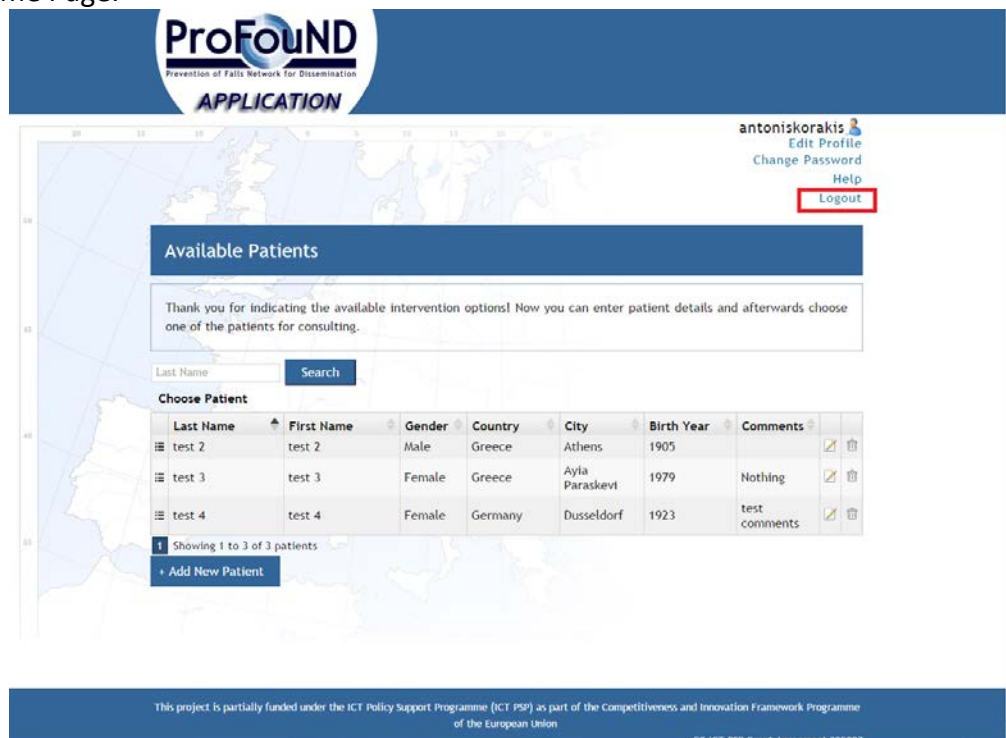 ProFouND
Prevention of Falls Network for Dissemination
APPLICATION
antoniskorakis
Edit Profile
Change Password
Help
Logout
Available Patients
Thank you for indicating the available intervention options! Now you can enter patient details and afterwards choose
one of the patients for consulting.
Last Name Search
Choose Patient
Last Name First Name Gender Country City Birth Year Comments
test 2 test 2 Male Greece Athens 1905
test 3 test 3 Female Greece Ayia Paraskevi 1979 Nothing
test 4 test 4 Female Germany Dusseldorf 1923 test comments
1 Showing 1 to 3 of 3 patients
+ Add New Patient
This project is partially funded under the ICT Policy Support Programme (ICT PSP) as part of the Competitiveness and Innovation Framework Programme
of the European Union